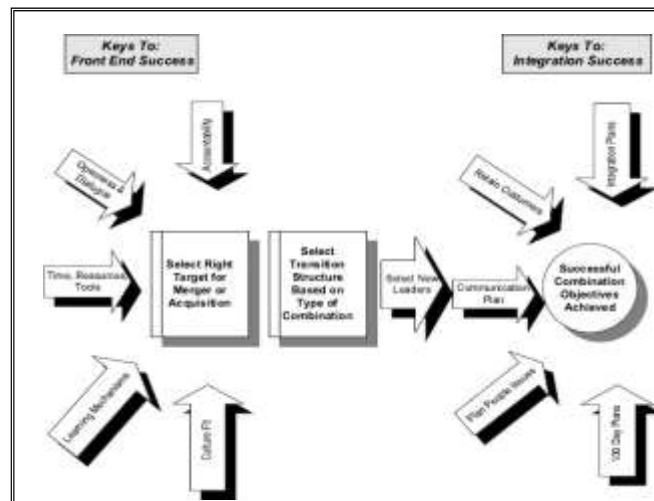 Keys To:
Front End Success
Keys To:
Integration Success
Accountability
Integration Plans
Openness &
Dialogue
Retain Customers
Time, Resources,
Tools
Select Right
Target for
Merger or
Acquisition
Select
Transition
Structure
Based on
Type of
Combination
Select New
Leaders
Communication
Plan
Successful
Combination
Objectives
Achieved
Learning Mechanisms
Culture Fit
Plan People Issues
100 Day Plans